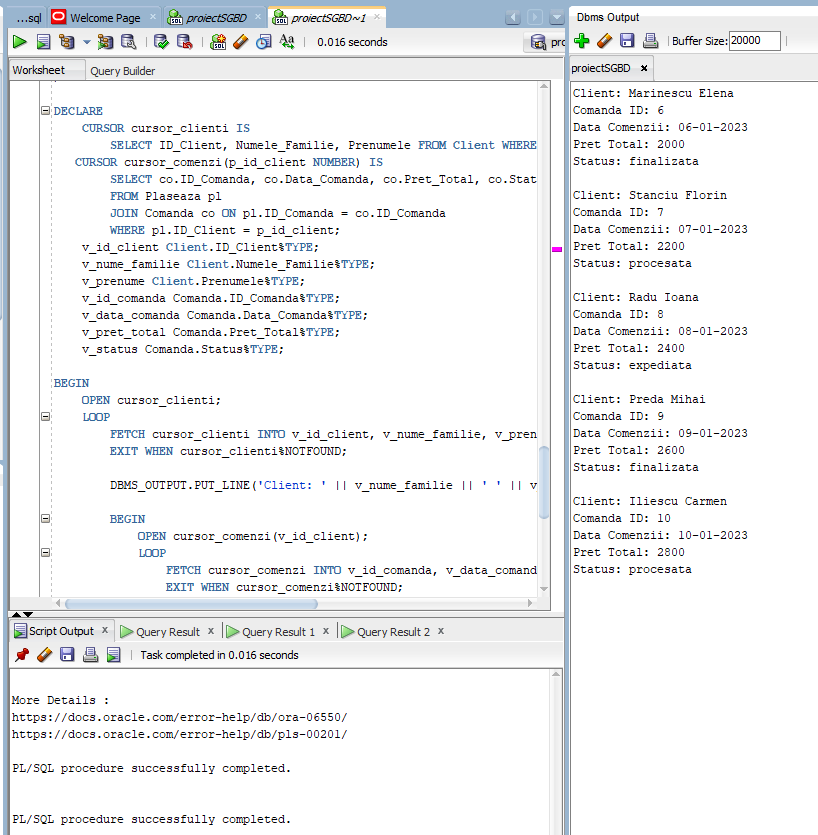 ...sql
Welcome Page
proiectSGBD
proiectSGBD~1
0.016 seconds
Worksheet
Query Builder
DECLARE
CURSOR cursor_clienti IS
SELECT ID_Client, Numele_Familie, Prenumele FROM Client WHERE
CURSOR cursor_comenzi(p_id_client NUMBER) IS
SELECT co.ID_Comanda, co.Data_Comanda, co.Pret_Total, co.Stat
FROM Plaseaza pl
JOIN Comanda co ON pl.ID_Comanda = co.ID_Comanda
WHERE pl.ID_Client = p_id_client;
v_id_client Client.ID_Client%TYPE;
v_nume_familie Client.Numele_Familie%TYPE;
v_prenume Client.Prenumele%TYPE;
v_id_comanda Comanda.ID_Comanda%TYPE;
v_data_comanda Comanda.Data_Comanda%TYPE;
v_pret_total Comanda.Pret_Total%TYPE;
v_status Comanda.Status%TYPE;
BEGIN
OPEN cursor_clienti;
LOOP
FETCH cursor_clienti INTO v_id_client, v_nume_familie, v_pren
EXIT WHEN cursor_clienti%NOTFOUND;
DBMS_OUTPUT.PUT_LINE('Client: ' || v_nume_familie || ' ' || v
BEGIN
OPEN cursor_comenzi(v_id_client);
LOOP
FETCH cursor_comenzi INTO v_id_comanda, v_data_comand
EXIT WHEN cursor_comenzi%NOTFOUND;
Script Output
Query Result
Query Result 1
Query Result 2
Task completed in 0.016 seconds
More Details :
https://docs.oracle.com/error-help/db/ora-06550/
https://docs.oracle.com/error-help/db/pls-00201/
PL/SQL procedure successfully completed.
PL/SQL procedure successfully completed.
Dbms Output
Buffer Size: 20000
proiectSGBD
Client: Marinescu Elena
Comanda ID: 6
Data Comenzii: 06-01-2023
Pret Total: 2000
Status: finalizata
Client: Stanciu Florin
Comanda ID: 7
Data Comenzii: 07-01-2023
Pret Total: 2200
Status: procesata
Client: Radu Ioana
Comanda ID: 8
Data Comenzii: 08-01-2023
Pret Total: 2400
Status: expediata
Client: Preda Mihai
Comanda ID: 9
Data Comenzii: 09-01-2023
Pret Total: 2600
Status: finalizata
Client: Iliescu Carmen
Comanda ID: 10
Data Comenzii: 10-01-2023
Pret Total: 2800
Status: procesata